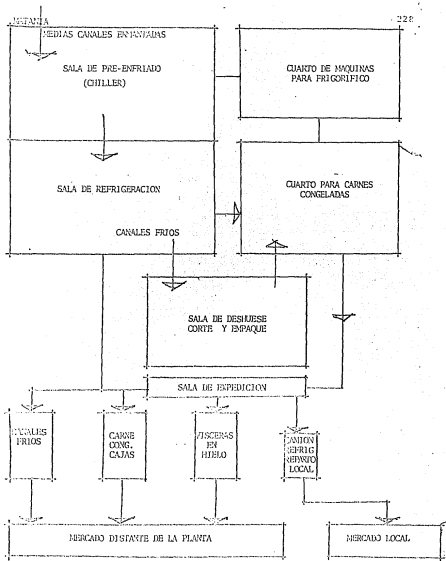 MATANZA
228
MEDIAS CANALES ENMANTADAS
SALA DE PRE-ENFRIADO
(CHILLER)
CUARTO DE MAQUINAS
PARA FRIGORIFICO
SALA DE REFRIGERACION
CUARTO PARA CARNES
CONGELADAS
CANALES FRIOS
SALA DE DESHUESE
CORTE Y EMPAQUE
SALA DE EXPEDICION
CANALES
FRIOS
CARNE
CONG.
CAJAS
VISCERAS
EN
HIELO
CAMION
REFRIG
REPARTO
LOCAL
MERCADO DISTANTE DE LA PLANTA
MERCADO LOCAL